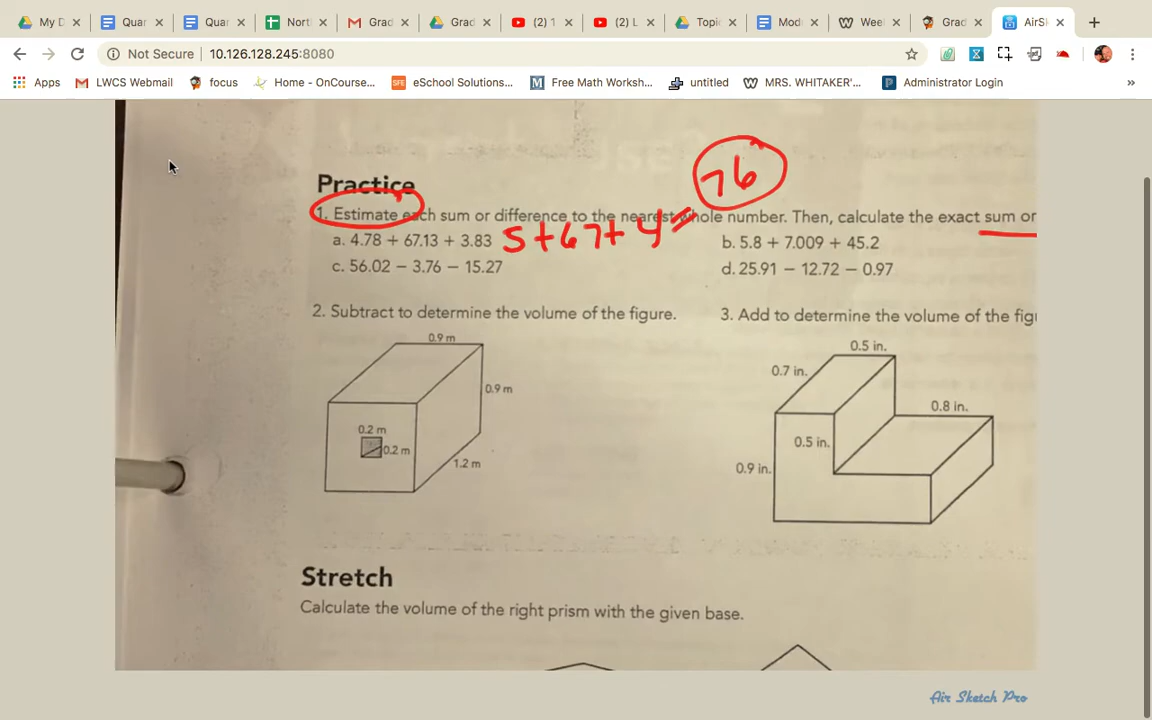 My D
Quar
Quar
Nort
Grad
Grad
(2) 1
(2) L
Topic
Mod
Wee
Grad
AirSk
Not Secure
10.126.128.245:8080
Apps
LWCS Webmail
focus
Home - OnCourse...
eSchool Solutions...
Free Math Worksh...
untitled
MRS. WHITAKER'...
Administrator Login
76
Practice
1. Estimate each sum or difference to the nearest whole number. Then, calculate the exact sum or
a. 4.78 + 67.13 + 3.83 5+67+4=
b. 5.8 + 7.009 + 45.2
c. 56.02 − 3.76 − 15.27
d. 25.91 − 12.72 − 0.97
2. Subtract to determine the volume of the figure.
3. Add to determine the volume of the figu
0.9 m
0.9 m
0.2 m
0.2 m
1.2 m
0.5 in.
0.7 in.
0.8 in.
0.5 in.
0.9 in.
Stretch
Calculate the volume of the right prism with the given base.
Air Sketch Pro